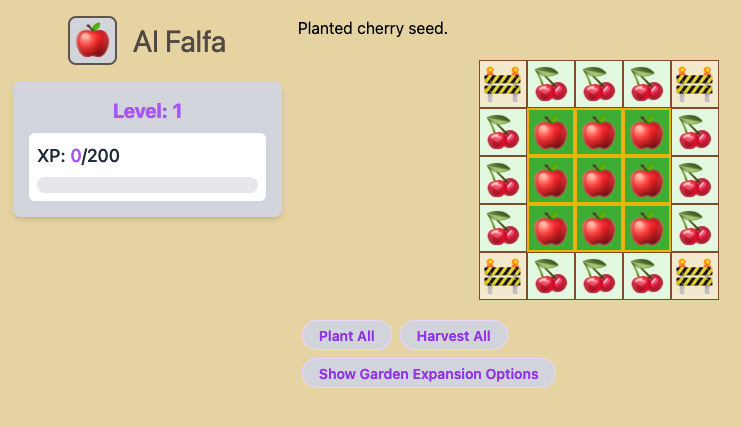 Al Falfa
Planted cherry seed.
Level: 1
XP: 0/200
Plant All
Harvest All
Show Garden Expansion Options